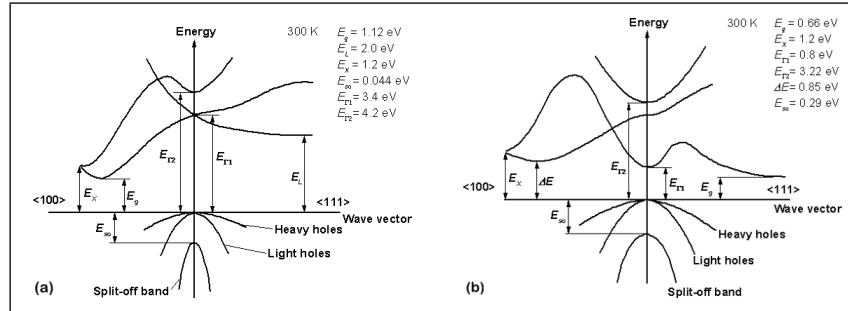 Energy
300 K
E_g = 1.12 eV
E_L = 2.0 eV
E_X = 1.2 eV
E_so = 0.044 eV
E_Γ1 = 3.4 eV
E_Γ2 = 4.2 eV
E_Γ2
E_Γ1
E_L
E_X
E_g
<100>
<111>
Wave vector
E_so
Heavy holes
Light holes
Split-off band
(a)
Energy
300 K
E_g = 0.66 eV
E_X = 1.2 eV
E_Γ1 = 0.8 eV
E_Γ2 = 3.22 eV
ΔE = 0.85 eV
E_so = 0.29 eV
E_Γ2
E_X
ΔE
E_Γ1
E_g
<100>
<111>
Wave vector
E_so
Heavy holes
Light holes
Split-off band
(b)